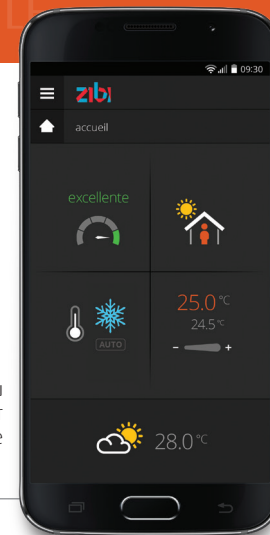 09:30
zibi
accueil
excellente
AUTO
25.0 °C
24.5 °C
- +
28.0 °C